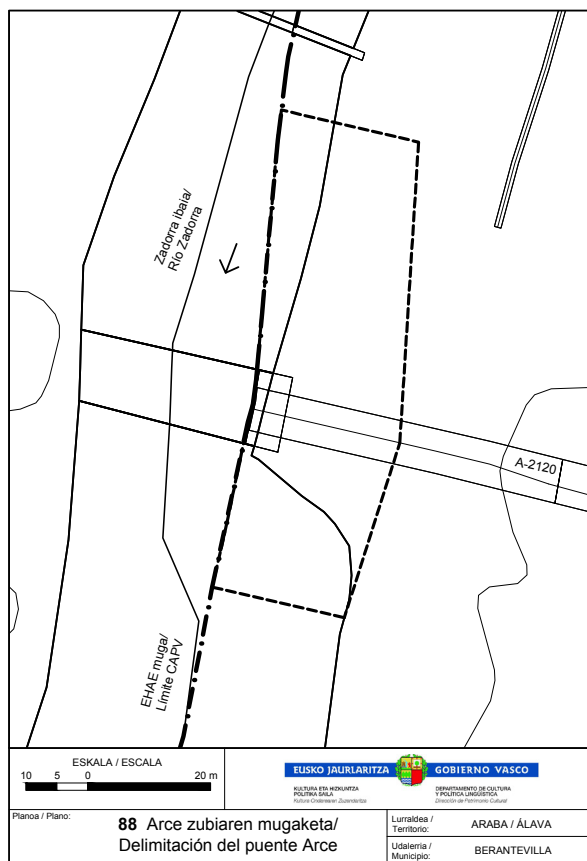 Zadorra ibaia/
Río Zadorra
A-2120
EHAE muga/
Límite CAPV
ESKALA / ESCALA
10 5 0 20 m
EUSKO JAURLARITZA GOBIERNO VASCO
KULTURA ETA HIZKUNTZA
POLITIKA SAILA
Kultura Ondarearen Zuzendaritza
DEPARTAMENTO DE CULTURA
Y POLÍTICA LINGÜÍSTICA
Dirección de Patrimonio Cultural
Planoa / Plano:
88 Arce zubiaren mugaketa/
Delimitación del puente Arce
Lurraldea /
Territorio:
ARABA / ÁLAVA
Udalerria /
Municipio:
BERANTEVILLA